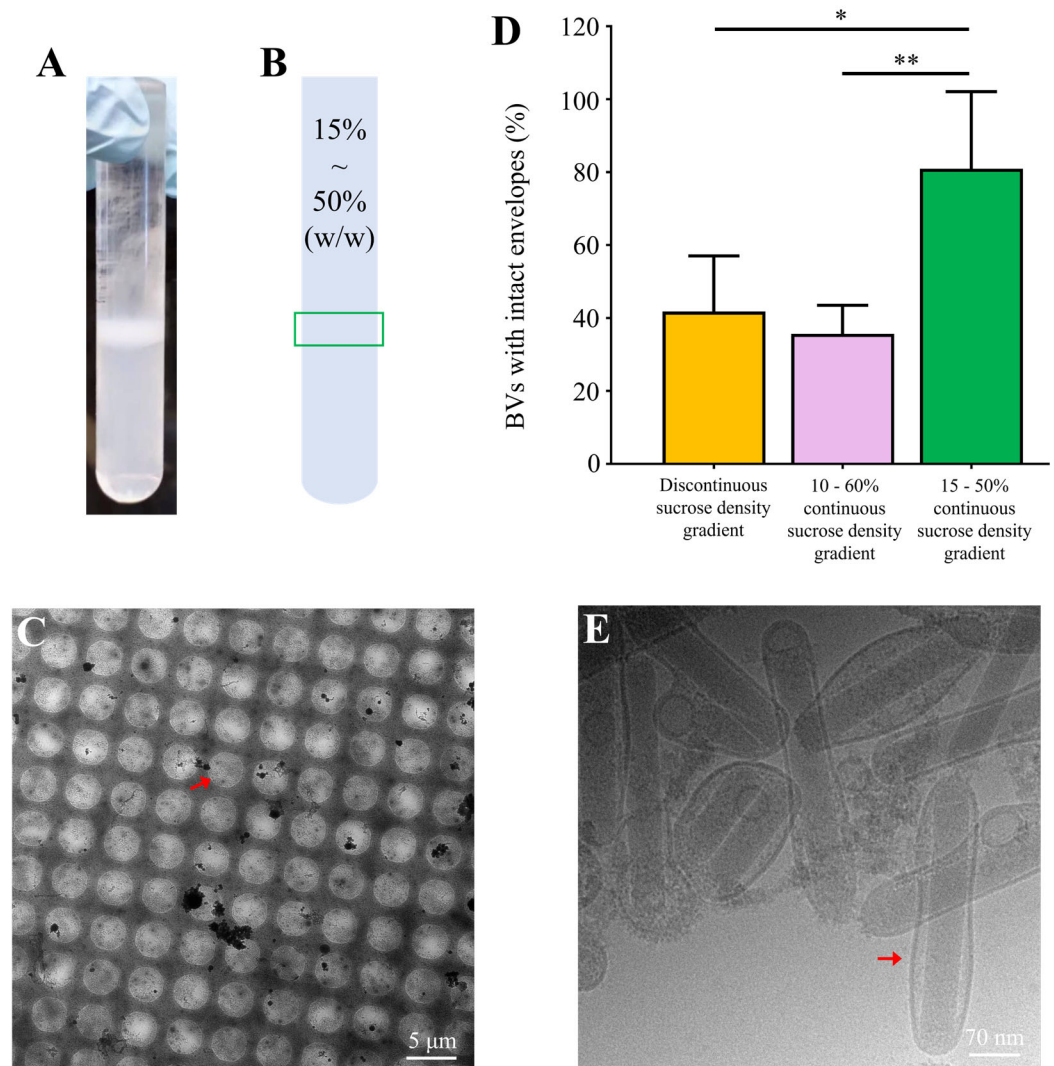 A
B
15%
~
50%
(w/w)
D
BVs with intact envelopes (%)
120
100
80
60
40
20
0
*
**
Discontinuous
sucrose density
gradient
10 - 60%
continuous
sucrose density
gradient
15 - 50%
continuous
sucrose density
gradient
C
5 μm
E
70 nm